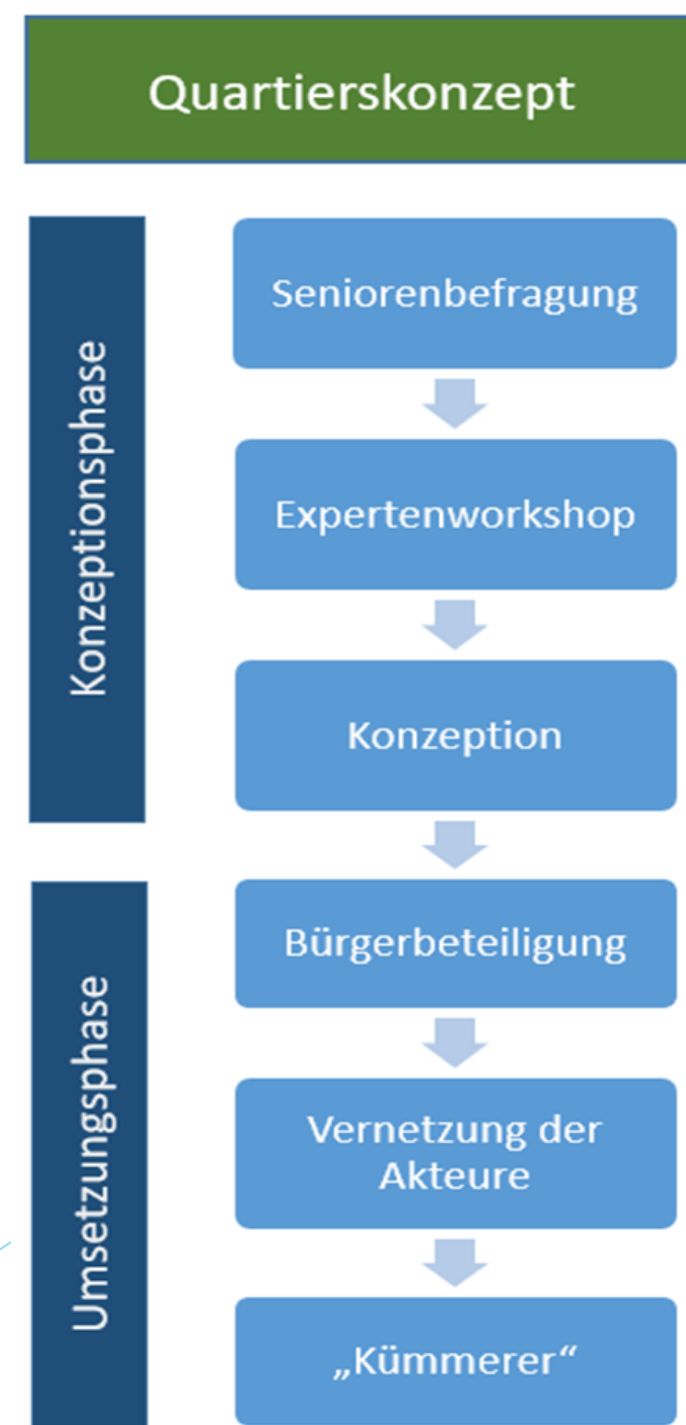 Quartierskonzept
Konzeptionsphase
Seniorenbefragung
Expertenworkshop
Konzeption
Umsetzungsphase
Bürgerbeteiligung
Vernetzung der
Akteure
„Kümmerer“